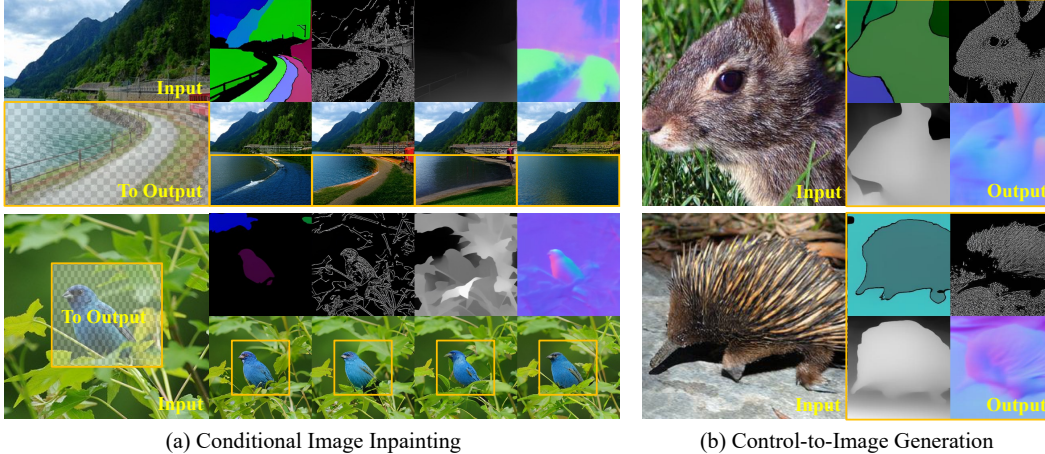 Input
To Output
To Output
Input
(a) Conditional Image Inpainting
Input
Output
Input
Output
(b) Control-to-Image Generation